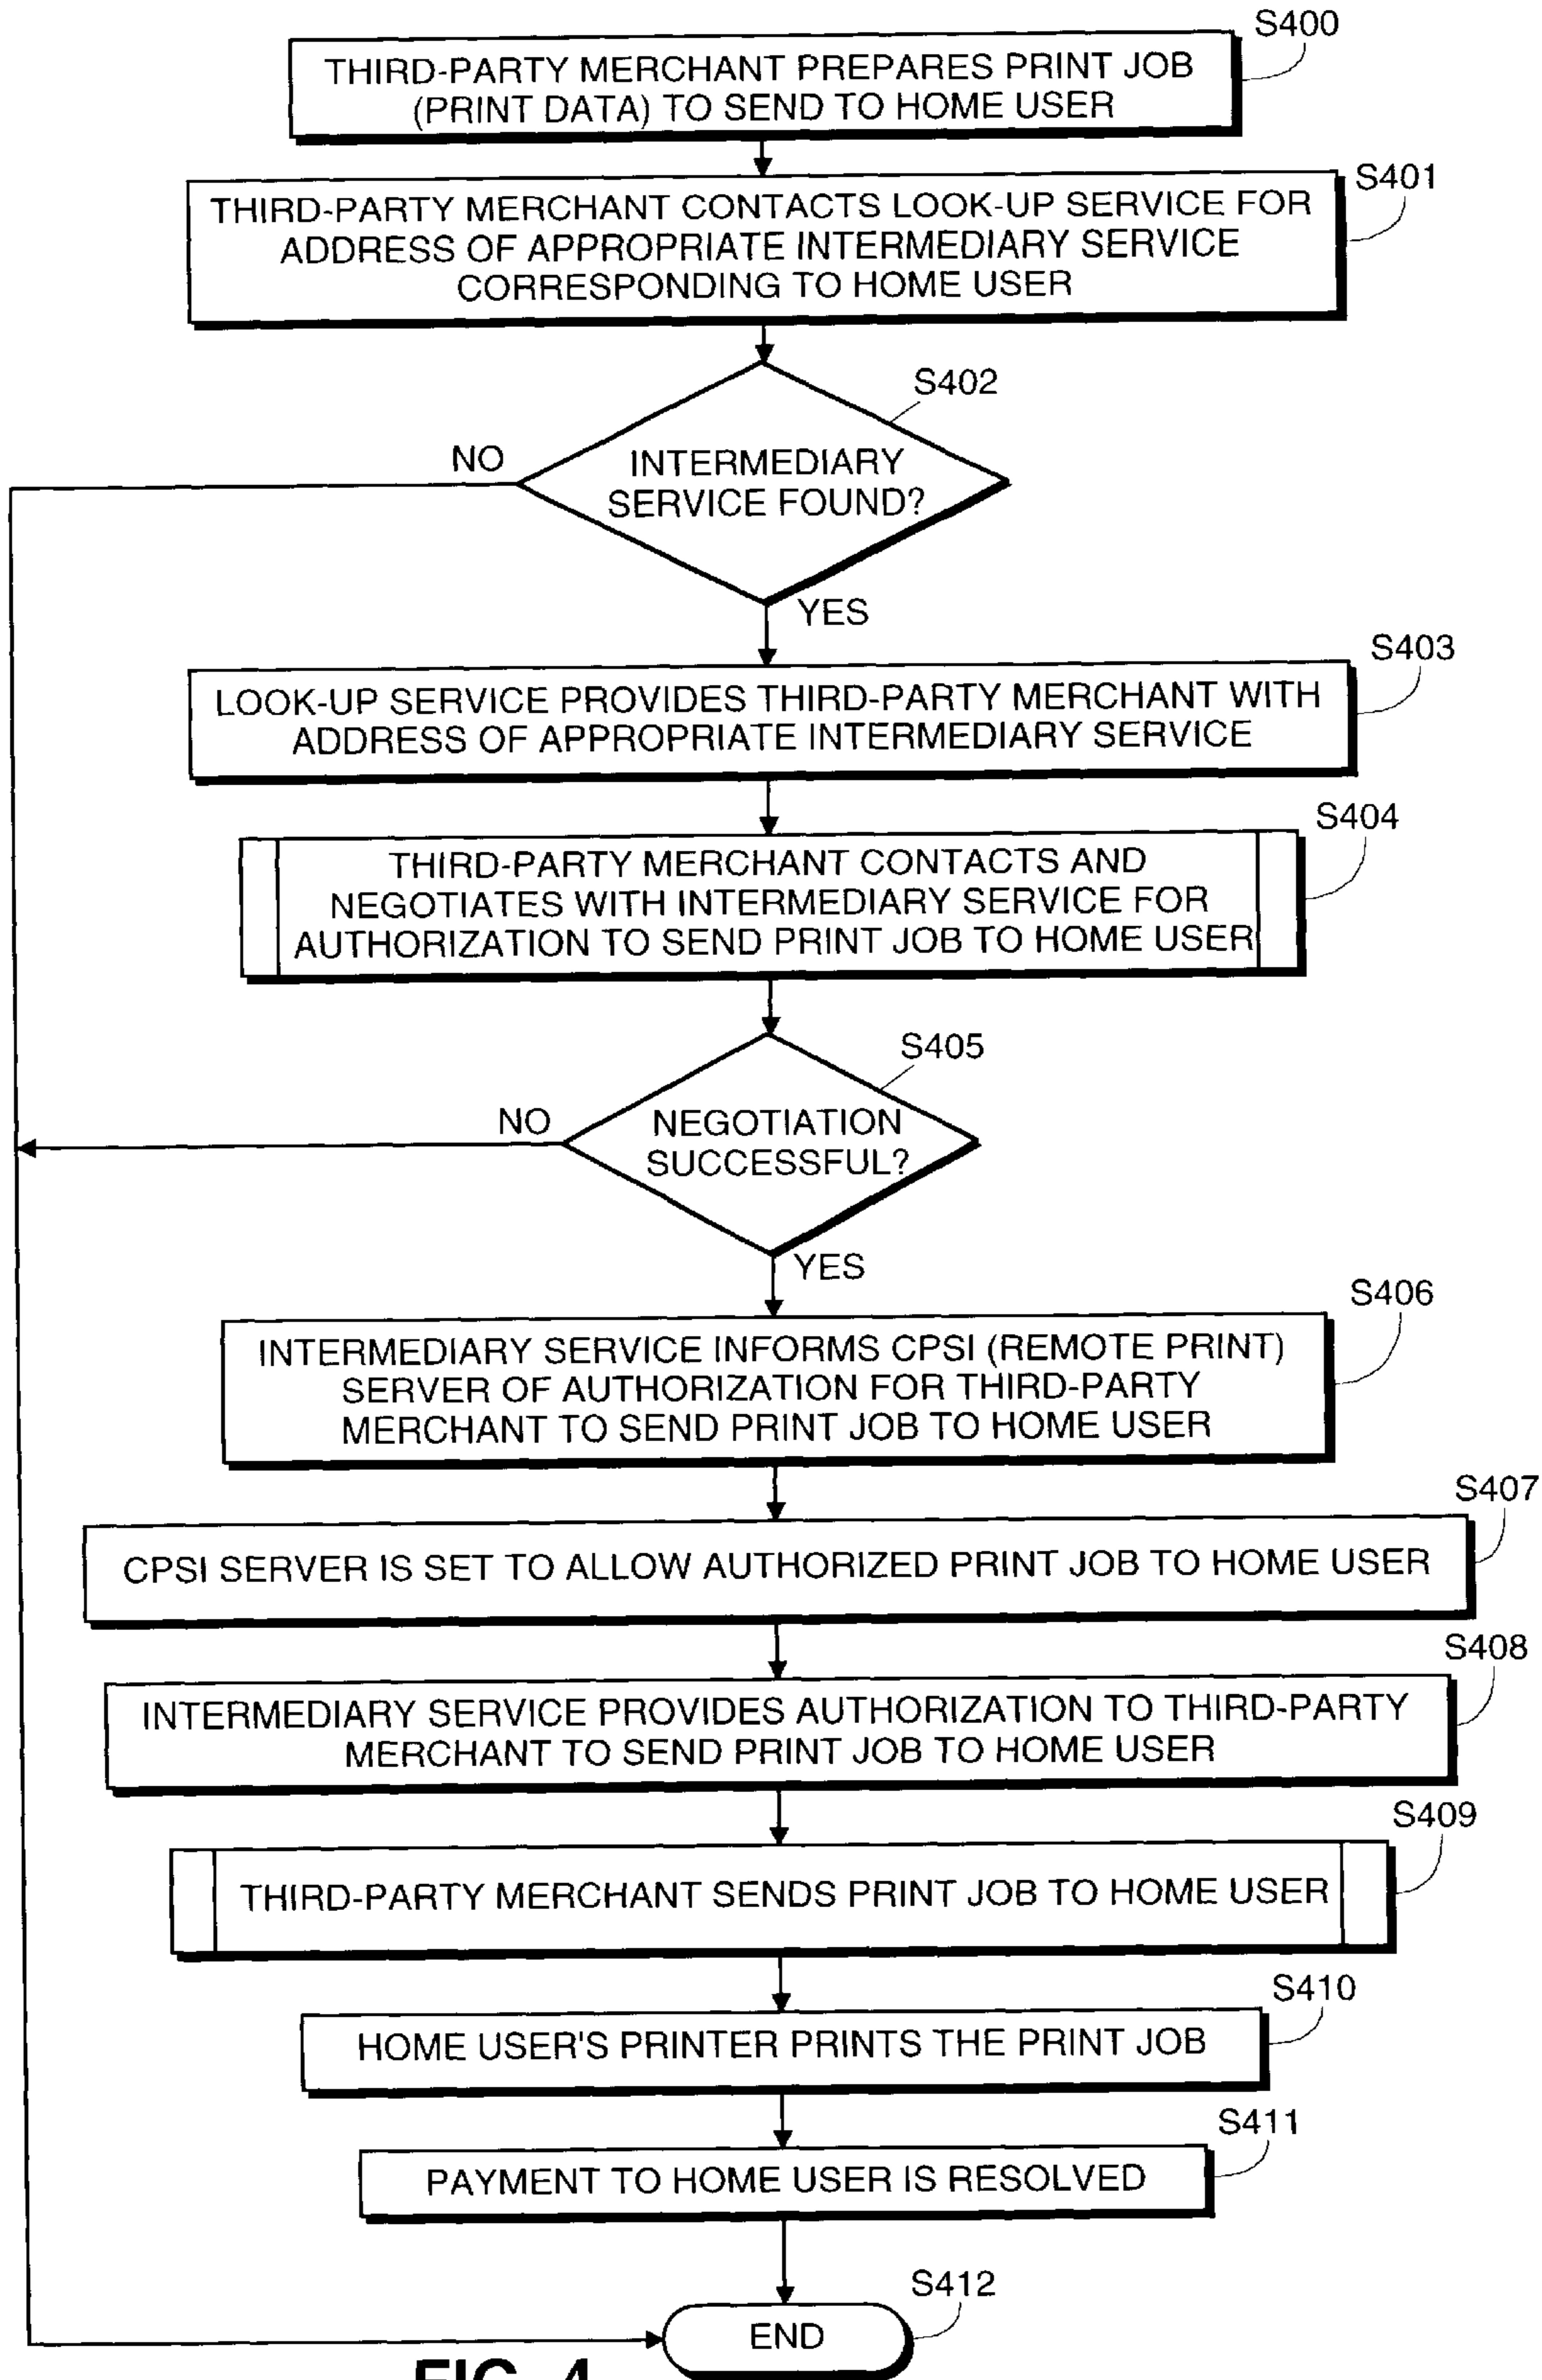 S400
THIRD-PARTY MERCHANT PREPARES PRINT JOB
(PRINT DATA) TO SEND TO HOME USER
S401
THIRD-PARTY MERCHANT CONTACTS LOOK-UP SERVICE FOR
ADDRESS OF APPROPRIATE INTERMEDIARY SERVICE
CORRESPONDING TO HOME USER
S402
NO
INTERMEDIARY
SERVICE FOUND?
YES
S403
LOOK-UP SERVICE PROVIDES THIRD-PARTY MERCHANT WITH
ADDRESS OF APPROPRIATE INTERMEDIARY SERVICE
S404
THIRD-PARTY MERCHANT CONTACTS AND
NEGOTIATES WITH INTERMEDIARY SERVICE FOR
AUTHORIZATION TO SEND PRINT JOB TO HOME USER
S405
NO
NEGOTIATION
SUCCESSFUL?
YES
S406
INTERMEDIARY SERVICE INFORMS CPSI (REMOTE PRINT)
SERVER OF AUTHORIZATION FOR THIRD-PARTY
MERCHANT TO SEND PRINT JOB TO HOME USER
S407
CPSI SERVER IS SET TO ALLOW AUTHORIZED PRINT JOB TO HOME USER
S408
INTERMEDIARY SERVICE PROVIDES AUTHORIZATION TO THIRD-PARTY
MERCHANT TO SEND PRINT JOB TO HOME USER
S409
THIRD-PARTY MERCHANT SENDS PRINT JOB TO HOME USER
S410
HOME USER'S PRINTER PRINTS THE PRINT JOB
S411
PAYMENT TO HOME USER IS RESOLVED
S412
END
FIG. 4